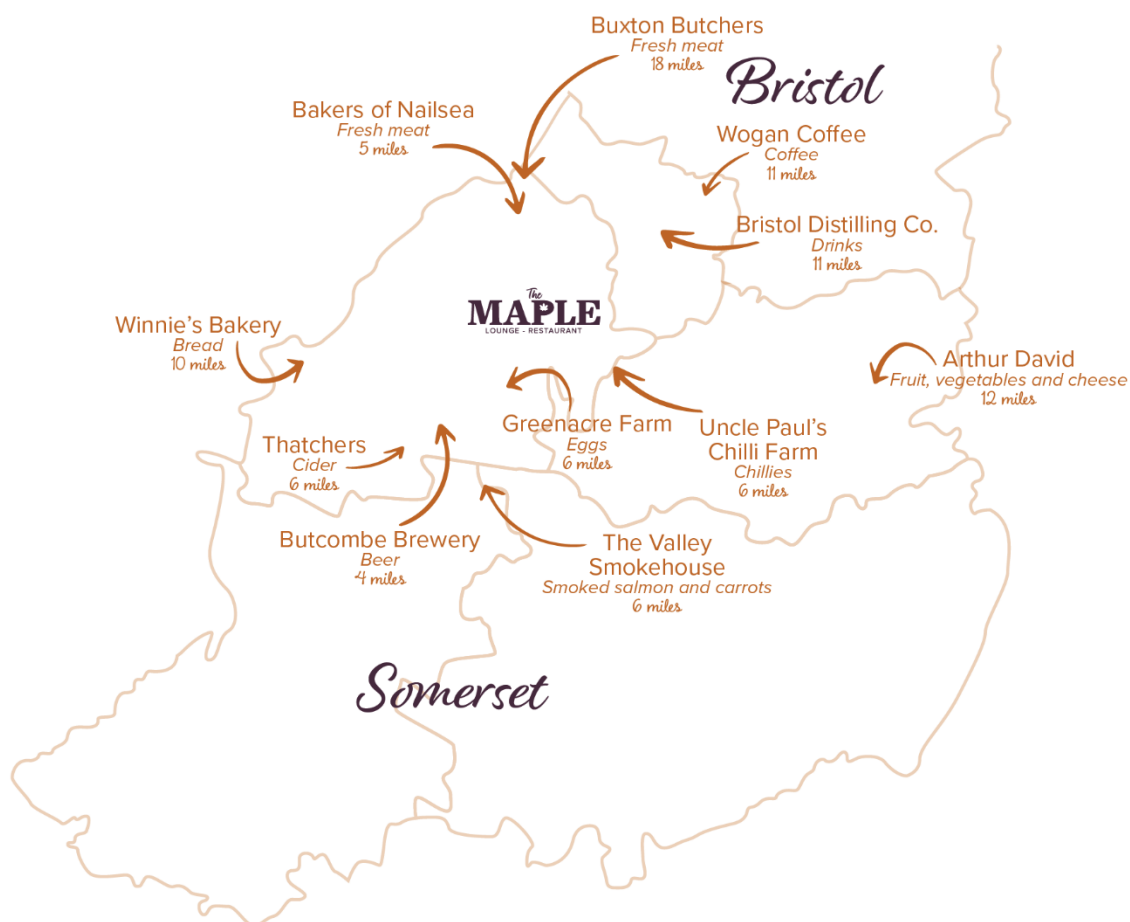 Buxton Butchers
Fresh meat
18 miles
Bristol
Bakers of Nailsea
Fresh meat
5 miles
Wogan Coffee
Coffee
11 miles
Bristol Distilling Co.
Drinks
11 miles
The
MAPLE
LOUNGE - RESTAURANT
Winnie's Bakery
Bread
10 miles
Arthur David
Fruit, vegetables and cheese
12 miles
Greenacre Farm
Eggs
6 miles
Uncle Paul's
Chilli Farm
Chillies
6 miles
Thatchers
Cider
6 miles
Butcombe Brewery
Beer
4 miles
The Valley
Smokehouse
Smoked salmon and carrots
6 miles
Somerset